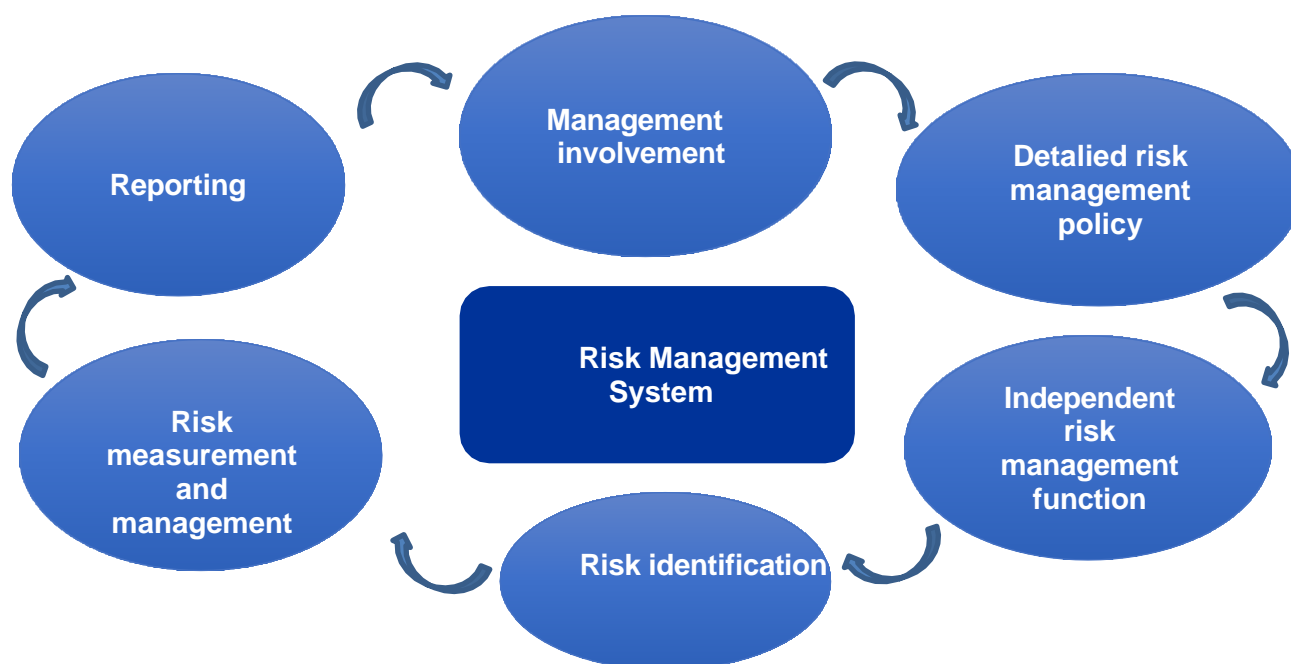 Management
involvement
Detalied risk
management
policy
Reporting
Risk Management
System
Independent
risk
management
function
Risk
measurement
and
management
Risk identification